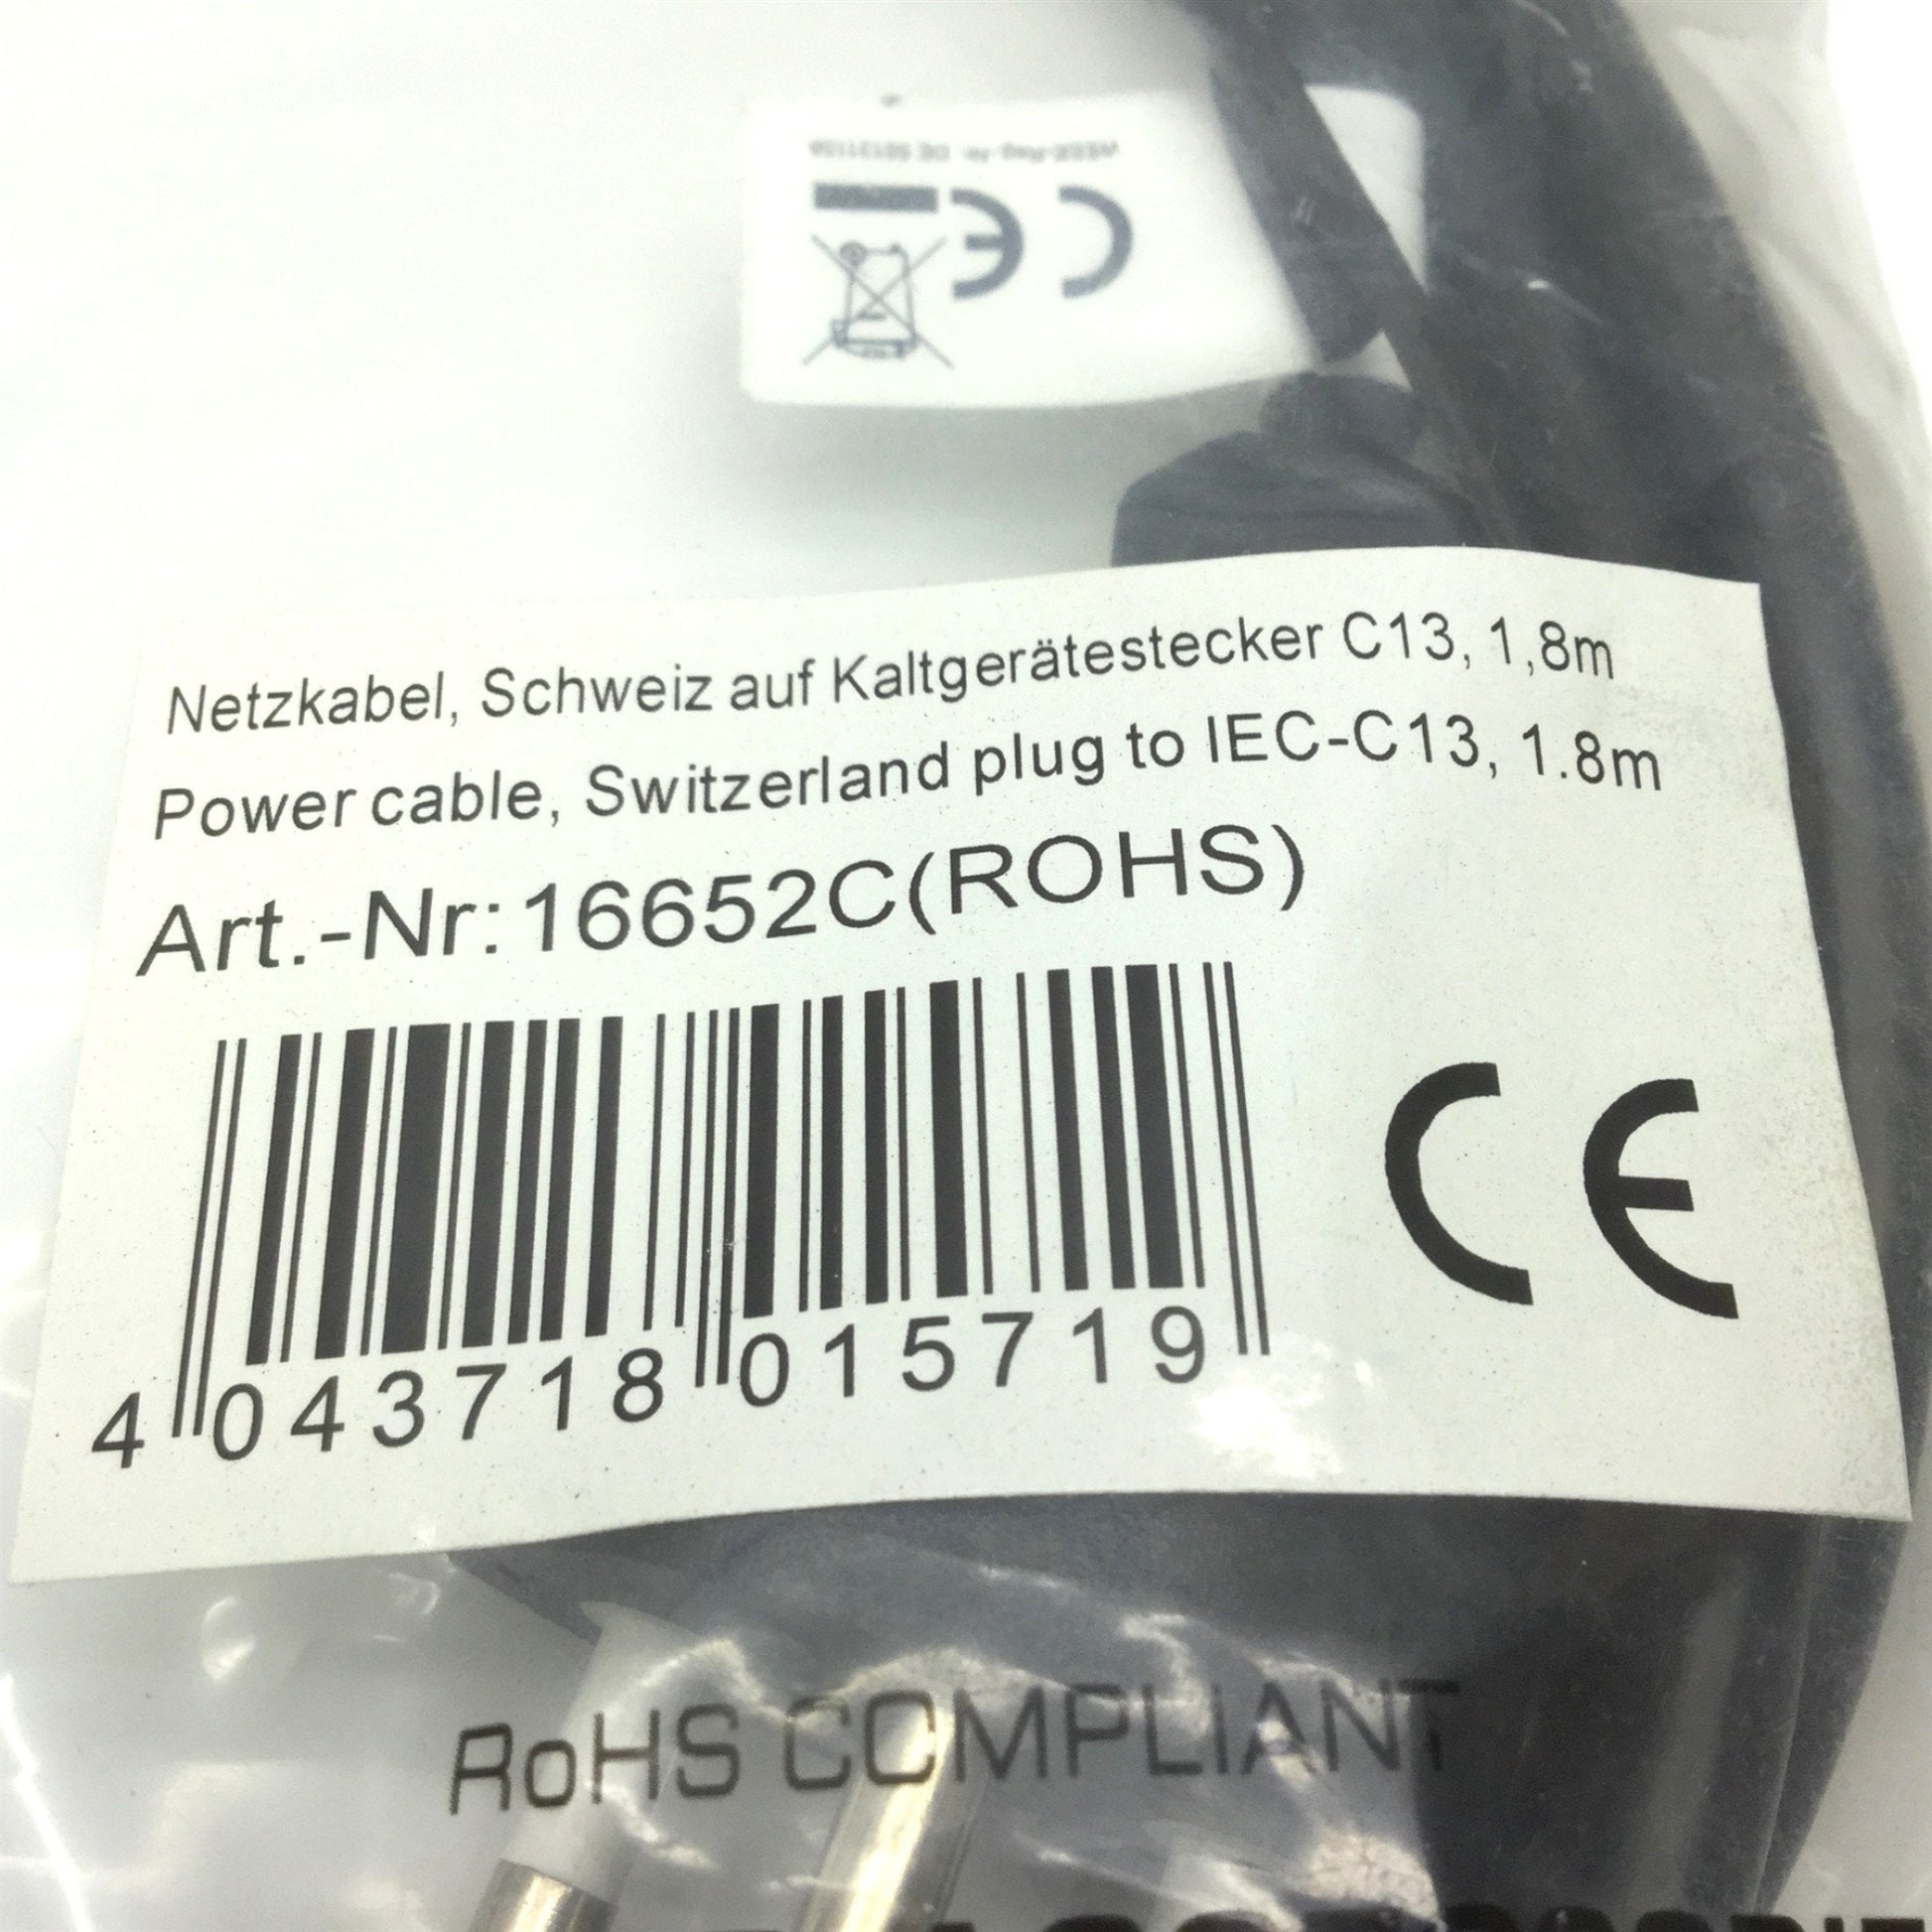 CE
Netzkabel, Schweiz auf Kaltgerätestecker C13, 1,8m
Power cable, Switzerland plug to IEC-C13, 1.8m
Art.-Nr:16652C(ROHS)
CE
4 043718 015719
RoHS COMPLIANT